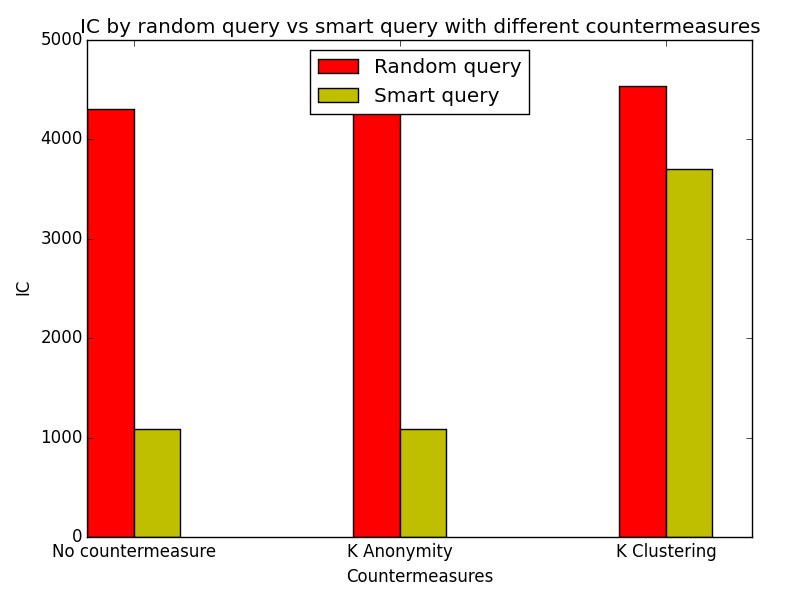 IC by random query vs smart query with different countermeasures
5000
Random query
Smart query
4000
3000
IC
2000
1000
0
No countermeasure K Anonymity K Clustering
Countermeasures